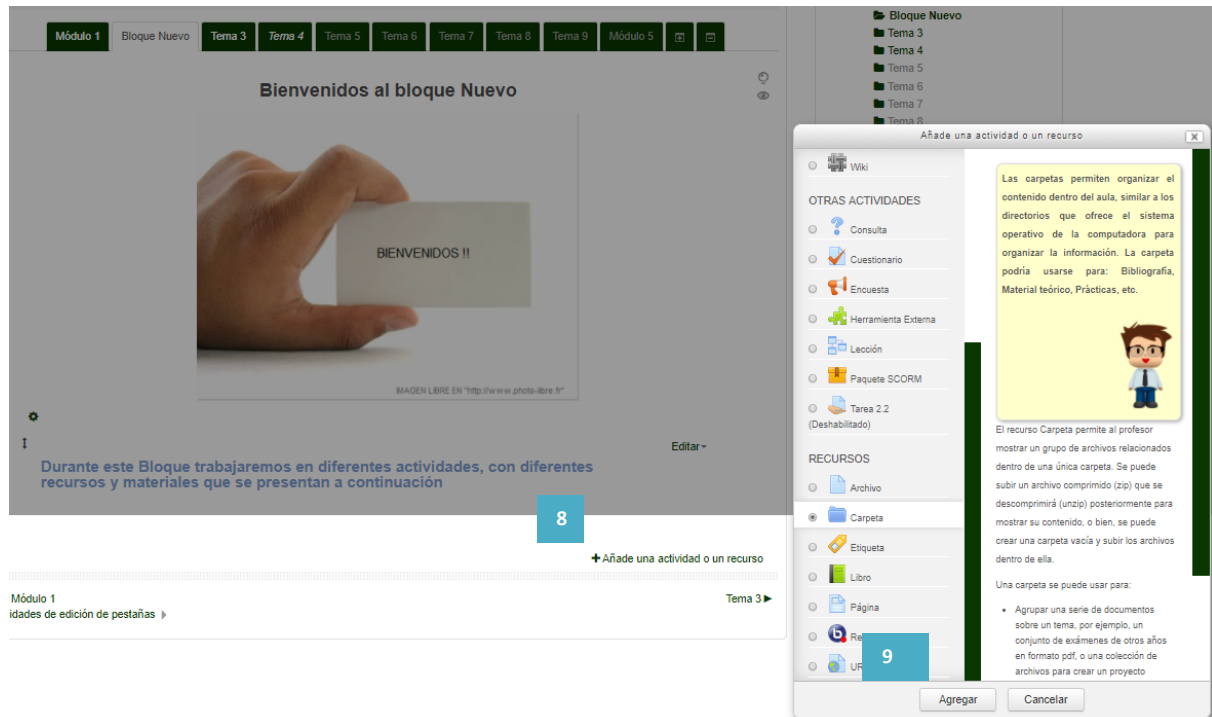 Módulo 1 Bloque Nuevo Tema 3 Tema 4 Tema 5 Tema 6 Tema 7 Tema 8 Tema 9 Módulo 5
Bienvenidos al bloque Nuevo
BIENVENIDOS !!
IMAGEN LIBRE EN "http://www.photo-libre.fr"
Editar
Durante este Bloque trabajaremos en diferentes actividades, con diferentes
recursos y materiales que se presentan a continuación
8
+Añade una actividad o un recurso
Módulo 1
idades de edición de pestañas
Tema 3
Bloque Nuevo
Tema 3
Tema 4
Tema 5
Tema 6
Tema 7
Tema 8
Añade una actividad o un recurso
x
Wiki
OTRAS ACTIVIDADES
Consulta
Cuestionario
Encuesta
Herramienta Externa
Lección
Paquete SCORM
Tarea 2.2
(Deshabilitado)
RECURSOS
Archivo
Carpeta
Etiqueta
Libro
Página
Re
UR
9
Las carpetas permiten organizar el
contenido dentro del aula, similar a los
directorios que ofrece el sistema
operativo de la computadora para
organizar la información. La carpeta
podría usarse para: Bibliografía,
Material teórico, Prácticas, etc.
El recurso Carpeta permite al profesor
mostrar un grupo de archivos relacionados
dentro de una única carpeta. Se puede
subir un archivo comprimido (zip) que se
descomprimirá (unzip) posteriormente para
mostrar su contenido, o bien, se puede
crear una carpeta vacía y subir los archivos
dentro de ella.
Una carpeta se puede usar para:
• Agrupar una serie de documentos
sobre un tema, por ejemplo, un
conjunto de exámenes de otros años
en formato pdf, o una colección de
archivos para crear un proyecto
Agregar
Cancelar